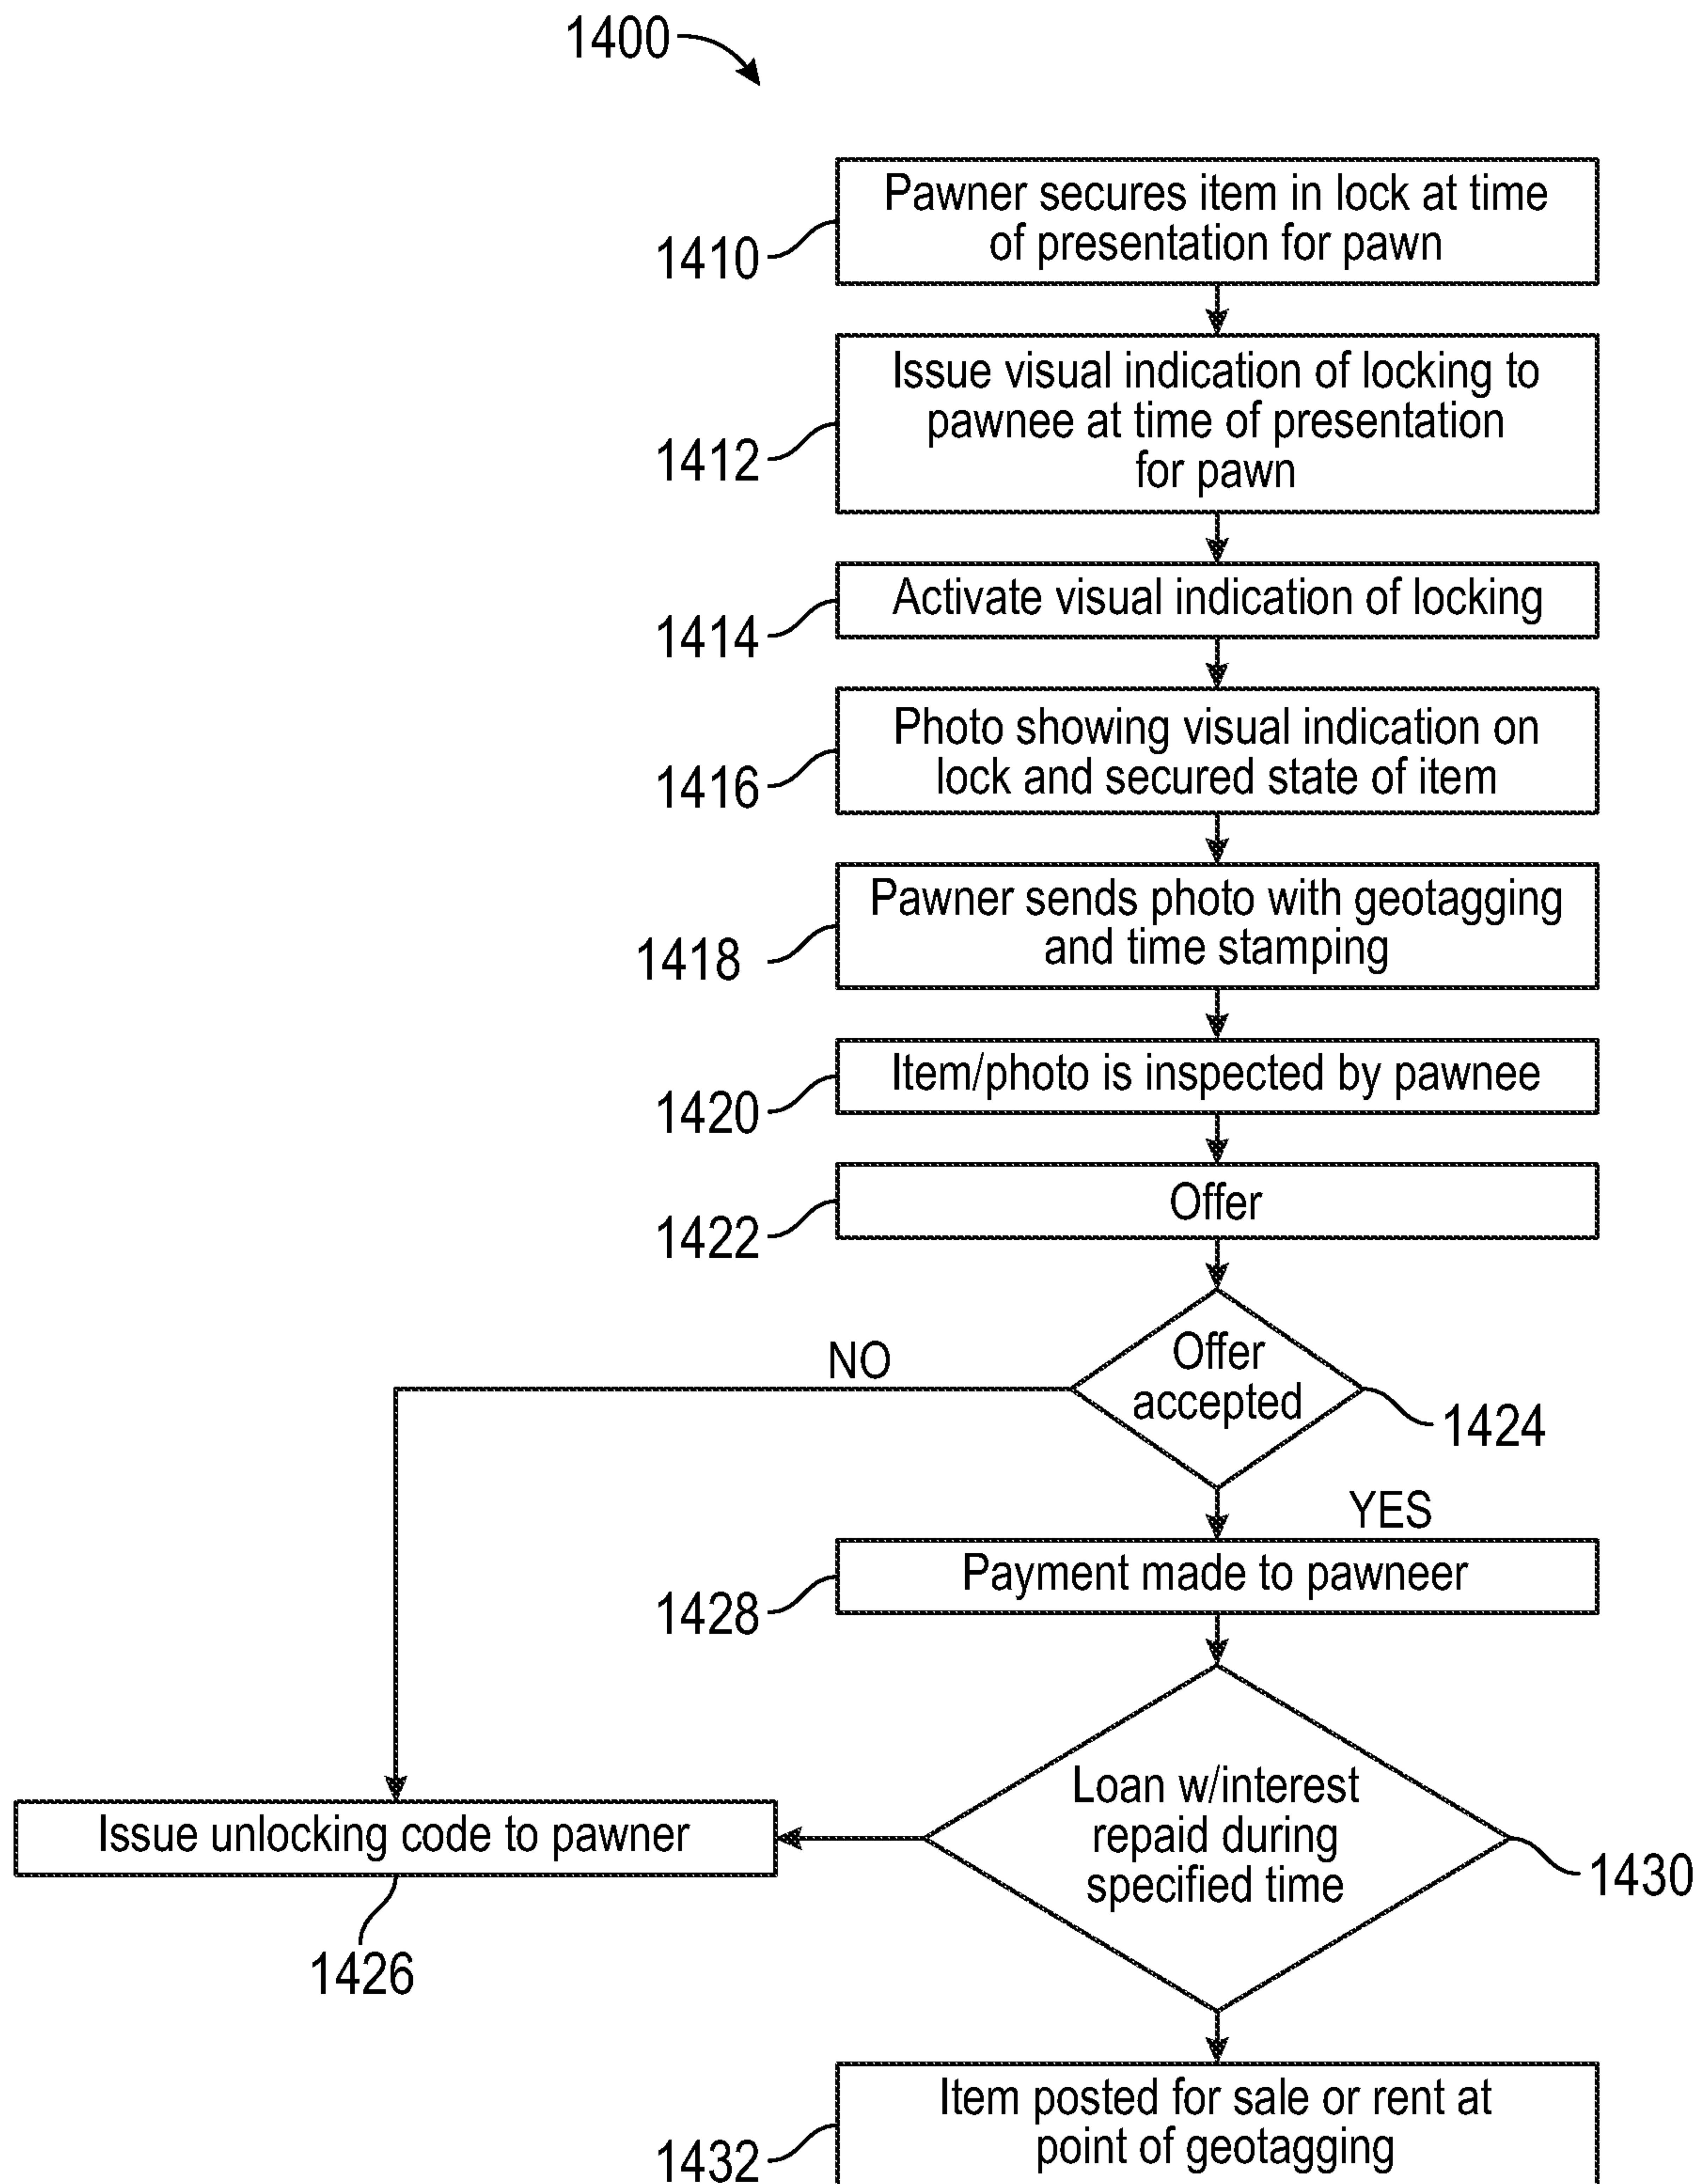 1400
Pawner secures item in lock at time
of presentation for pawn
1410
Issue visual indication of locking to
pawnee at time of presentation
for pawn
1412
Activate visual indication of locking
1414
Photo showing visual indication on
lock and secured state of item
1416
Pawner sends photo with geotagging
and time stamping
1418
Item/photo is inspected by pawnee
1420
Offer
1422
Offer
accepted
NO
1424
YES
Payment made to pawneer
1428
Loan w/interest
repaid during
specified time
1430
Issue unlocking code to pawner
1426
Item posted for sale or rent at
point of geotagging
1432